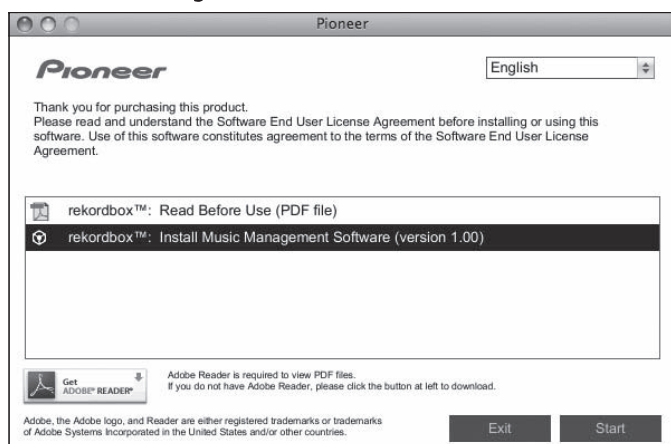 Pioneer
Pioneer
English
Thank you for purchasing this product.
Please read and understand the Software End User License Agreement before installing or using this
software. Use of this software constitutes agreement to the terms of the Software End User License
Agreement.
rekordbox™: Read Before Use (PDF file)
rekordbox™: Install Music Management Software (version 1.00)
Get
ADOBE® READER®
Adobe Reader is required to view PDF files.
If you do not have Adobe Reader, please click the button at left to download.
Adobe, the Adobe logo, and Reader are either registered trademarks or trademarks
of Adobe Systems Incorporated in the United States and/or other countries.
Exit
Start